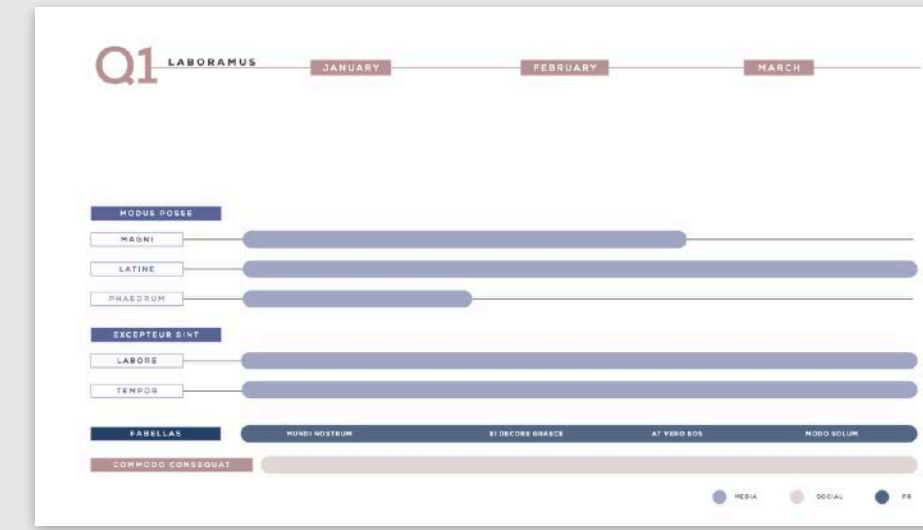 Q1 LABORAMUS JANUARY FEBRUARY MARCH
MODUS POSSE
MAGNI
LATINE
PHAEDRUM
EXCEPTEUR SINT
LABORE
TEMPOR
FABELLAS MUNDI NOSTRUM EI DECORE GRAECE AT VERO EOS MODO SOLUM
COMMODO CONSEQUAT
MEDIA SOCIAL PR